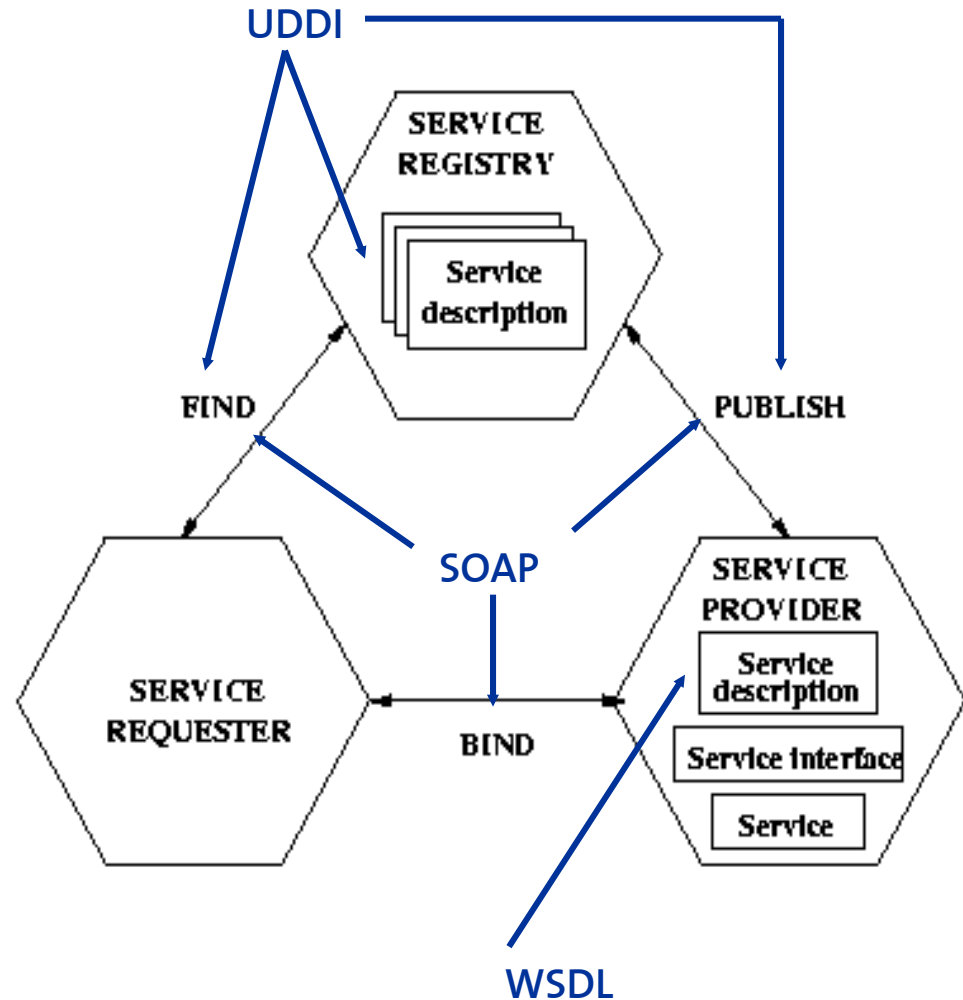 UDDI
SERVICE
REGISTRY
Service
description
FIND
PUBLISH
SOAP
SERVICE
REQUESTER
BIND
SERVICE
PROVIDER
Service
description
Service interface
Service
WSDL